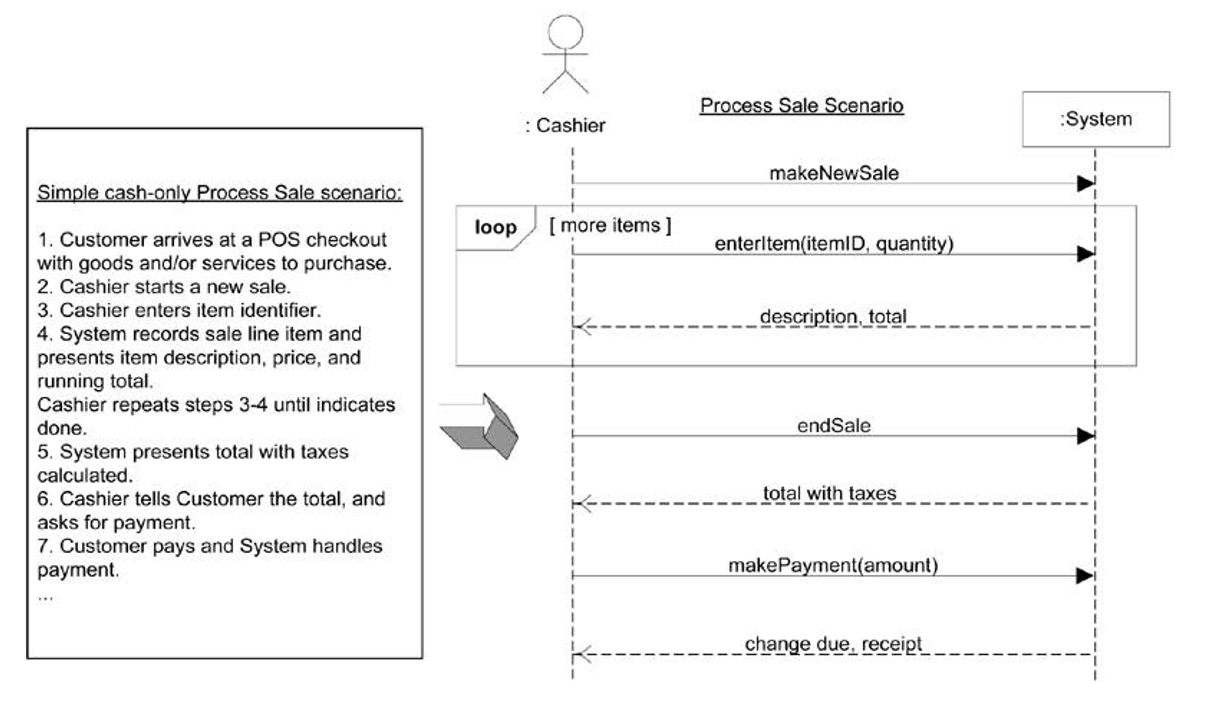 Simple cash-only Process Sale scenario:
1. Customer arrives at a POS checkout
with goods and/or services to purchase.
2. Cashier starts a new sale.
3. Cashier enters item identifier.
4. System records sale line item and
presents item description, price, and
running total.
Cashier repeats steps 3-4 until indicates
done.
5. System presents total with taxes
calculated.
6. Cashier tells Customer the total, and
asks for payment.
7. Customer pays and System handles
payment.
...
Process Sale Scenario
: Cashier
:System
makeNewSale
loop
[ more items ]
enterItem(itemID, quantity)
description, total
endSale
total with taxes
makePayment(amount)
change due, receipt